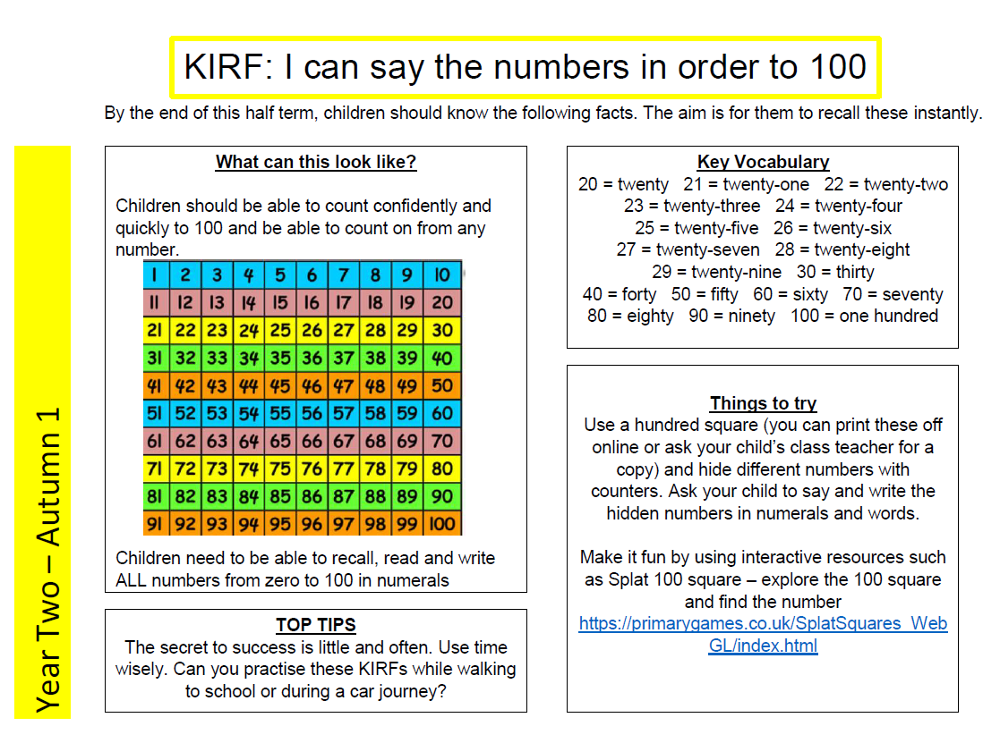 KIRF: I can say the numbers in order to 100
By the end of this half term, children should know the following facts. The aim is for them to recall these instantly.
Year Two – Autumn 1
What can this look like?
Children should be able to count confidently and
quickly to 100 and be able to count on from any
number.
1 2 3 4 5 6 7 8 9 10
11 12 13 14 15 16 17 18 19 20
21 22 23 24 25 26 27 28 29 30
31 32 33 34 35 36 37 38 39 40
41 42 43 44 45 46 47 48 49 50
51 52 53 54 55 56 57 58 59 60
61 62 63 64 65 66 67 68 69 70
71 72 73 74 75 76 77 78 79 80
81 82 83 84 85 86 87 88 89 90
91 92 93 94 95 96 97 98 99 100
Children need to be able to recall, read and write
ALL numbers from zero to 100 in numerals
TOP TIPS
The secret to success is little and often. Use time
wisely. Can you practise these KIRFs while walking
to school or during a car journey?
Key Vocabulary
20 = twenty 21 = twenty-one 22 = twenty-two
23 = twenty-three 24 = twenty-four
25 = twenty-five 26 = twenty-six
27 = twenty-seven 28 = twenty-eight
29 = twenty-nine 30 = thirty
40 = forty 50 = fifty 60 = sixty 70 = seventy
80 = eighty 90 = ninety 100 = one hundred
Things to try
Use a hundred square (you can print these off
online or ask your child's class teacher for a
copy) and hide different numbers with
counters. Ask your child to say and write the
hidden numbers in numerals and words.
Make it fun by using interactive resources such
as Splat 100 square – explore the 100 square
and find the number
https://primarygames.co.uk/SplatSquares_Web
GL/index.html